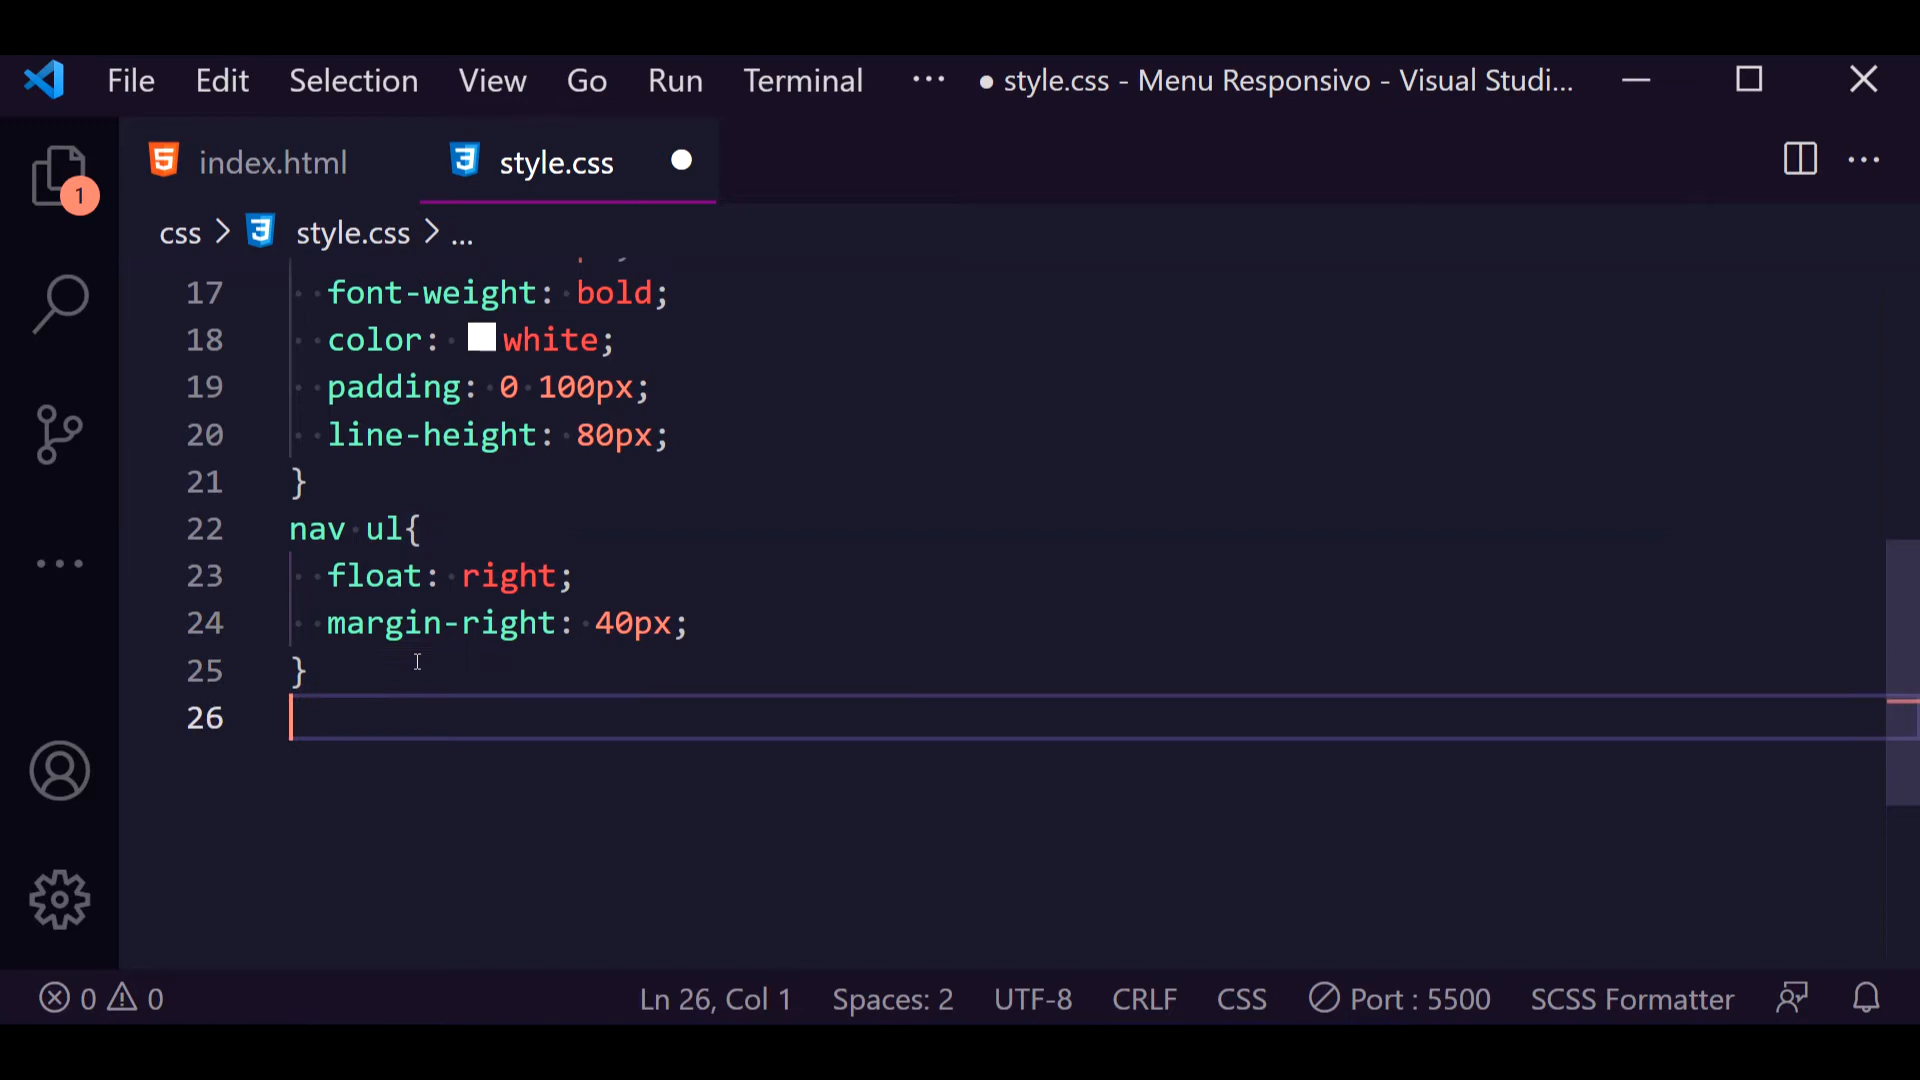 File Edit Selection View Go Run Terminal ··· ● style.css - Menu Responsivo - Visual Studi...
index.html style.css
1
css > style.css > ...
17 font-weight: bold;
18 color: white;
19 padding: 0 100px;
20 line-height: 80px;
21 }
22 nav ul{
23 float: right;
24 margin-right: 40px;
25 }
26
0 0 Ln 26, Col 1 Spaces: 2 UTF-8 CRLF CSS Port : 5500 SCSS Formatter